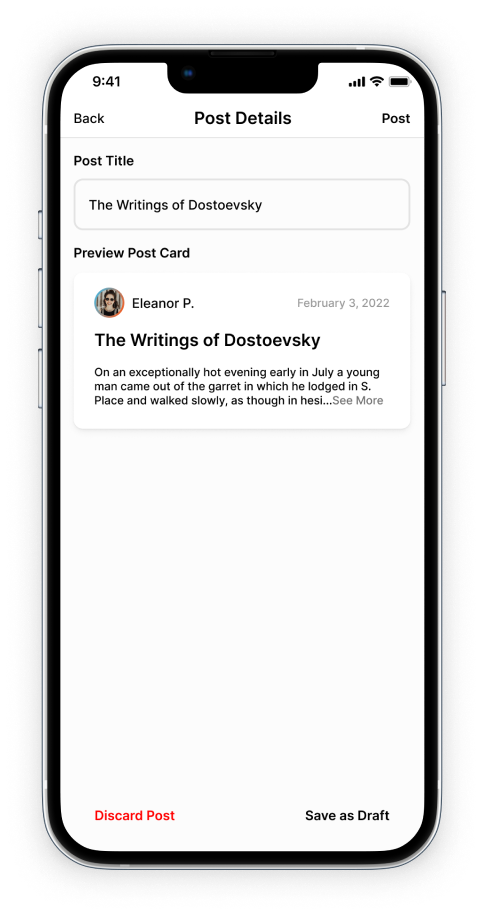 9:41
Back Post Details Post
Post Title
The Writings of Dostoevsky
Preview Post Card
Eleanor P. February 3, 2022
The Writings of Dostoevsky
On an exceptionally hot evening early in July a young
man came out of the garret in which he lodged in S.
Place and walked slowly, as though in hesi...See More
Discard Post Save as Draft